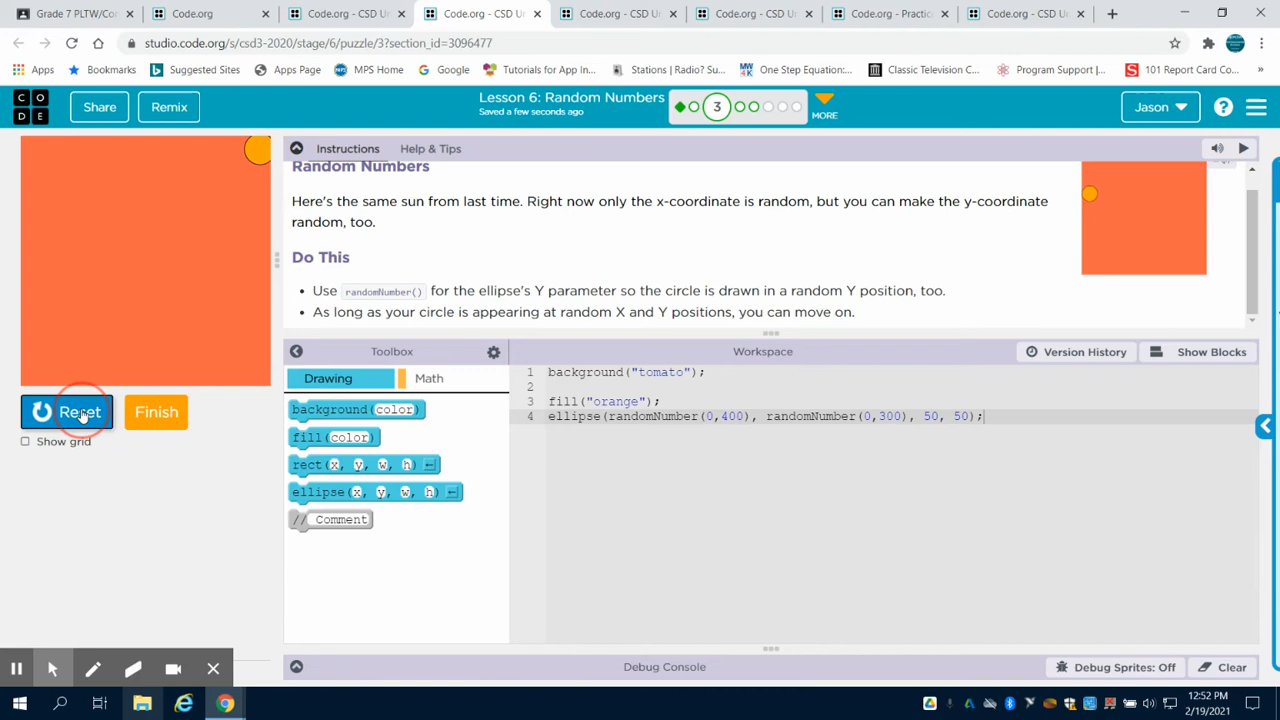 Grade 7 PLTW/Co
Code.org
Code.org - CSD Un
Code.org - CSD Un
Code.org - CSD Un
Code.org - CSD Un
Code.org - Practic
Code.org - CSD Un
studio.code.org/s/csd3-2020/stage/6/puzzle/3?section_id=3096477
Apps
Bookmarks
Suggested Sites
Apps Page
MPS Home
Google
Tutorials for App In...
Stations | Radio? Su...
One Step Equation:...
Classic Television C...
Program Support |...
101 Report Card Co...
C O
D E
Share
Remix
Lesson 6: Random Numbers
Saved a few seconds ago
3
MORE
Jason
Instructions
Help & Tips
Random Numbers
Here's the same sun from last time. Right now only the x-coordinate is random, but you can make the y-coordinate
random, too.
Do This
• Use randomNumber() for the ellipse's Y parameter so the circle is drawn in a random Y position, too.
• As long as your circle is appearing at random X and Y positions, you can move on.
Reset
Finish
Show grid
Toolbox
Workspace
Version History
Show Blocks
Drawing
Math
background(color)
fill(color)
rect(x, y, w, h)
ellipse(x, y, w, h)
// Comment
1 background("tomato");
2
3 fill("orange");
4 ellipse(randomNumber(0,400), randomNumber(0,300), 50, 50);
Debug Console
Debug Sprites: Off
Clear
12:52 PM
2/19/2021